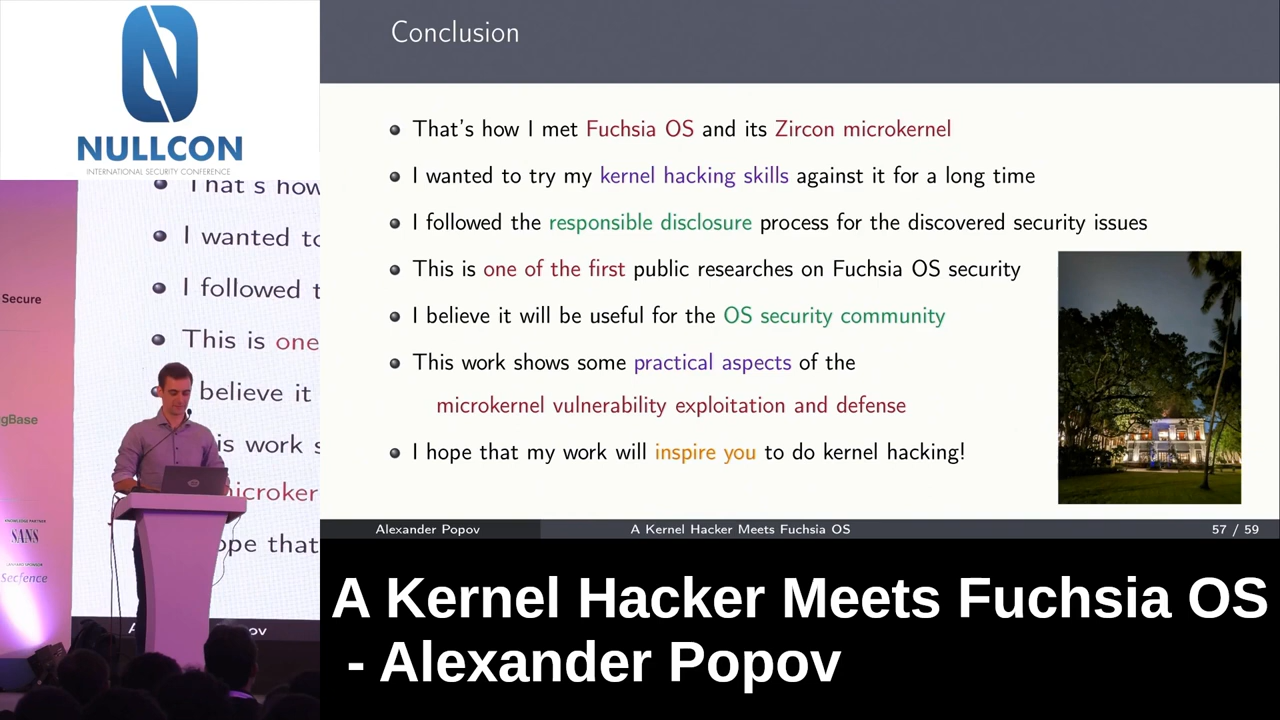 NULLCON
INTERNATIONAL SECURITY CONFERENCE
That's how
I wanted to
I followed t
This is one
believe it
is work s
microker
ope that
Secure
gBase
KNOWLEDGE PARTNER
SANS
Secfence
Conclusion
That's how I met Fuchsia OS and its Zircon microkernel
I wanted to try my kernel hacking skills against it for a long time
I followed the responsible disclosure process for the discovered security issues
This is one of the first public researches on Fuchsia OS security
I believe it will be useful for the OS security community
This work shows some practical aspects of the
microkernel vulnerability exploitation and defense
I hope that my work will inspire you to do kernel hacking!
Alexander Popov
A Kernel Hacker Meets Fuchsia OS
57 / 59
A Kernel Hacker Meets Fuchsia OS
- Alexander Popov